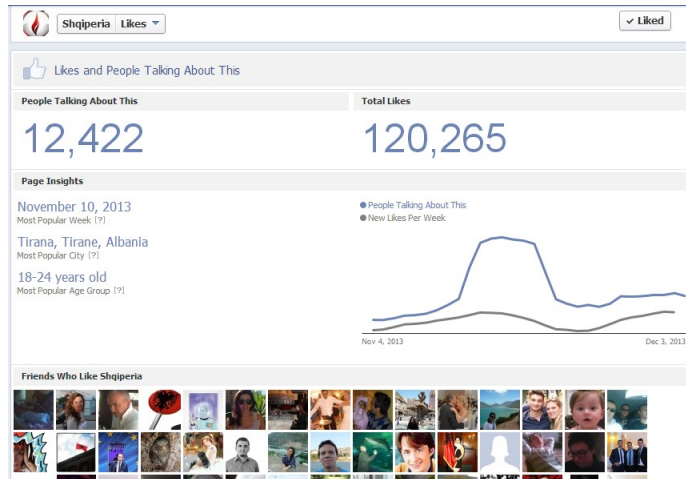 Shqiperia Likes
Liked
Likes and People Talking About This
People Talking About This
Total Likes
12,422
120,265
Page Insights
November 10, 2013
Most Popular Week [?]
Tirana, Tirane, Albania
Most Popular City [?]
18-24 years old
Most Popular Age Group [?]
People Talking About This
New Likes Per Week
Nov 4, 2013
Dec 3, 2013
Friends Who Like Shqiperia